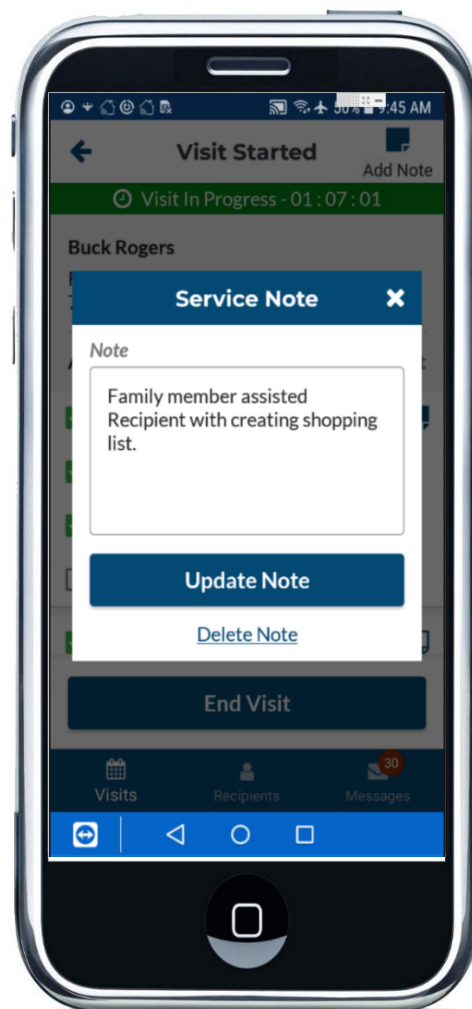 50% 9:45 AM
Visit Started
Add Note
Visit In Progress - 01 : 07 : 01
Buck Rogers
Service Note
Note
Family member assisted
Recipient with creating shopping
list.
Update Note
Delete Note
End Visit
30
Visits
Recipients
Messages